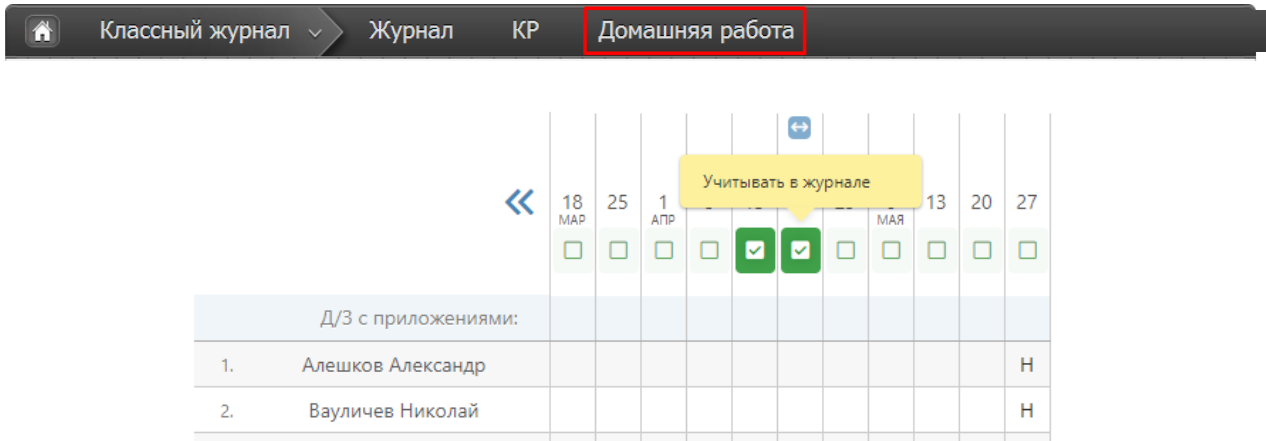 Классный журнал Журнал КР Домашняя работа
Учитывать в журнале
18 25 1 13 20 27
МАР АПР МАЯ
Д/З с приложениями:
1. Алешков Александр Н
2. Вауличев Николай Н